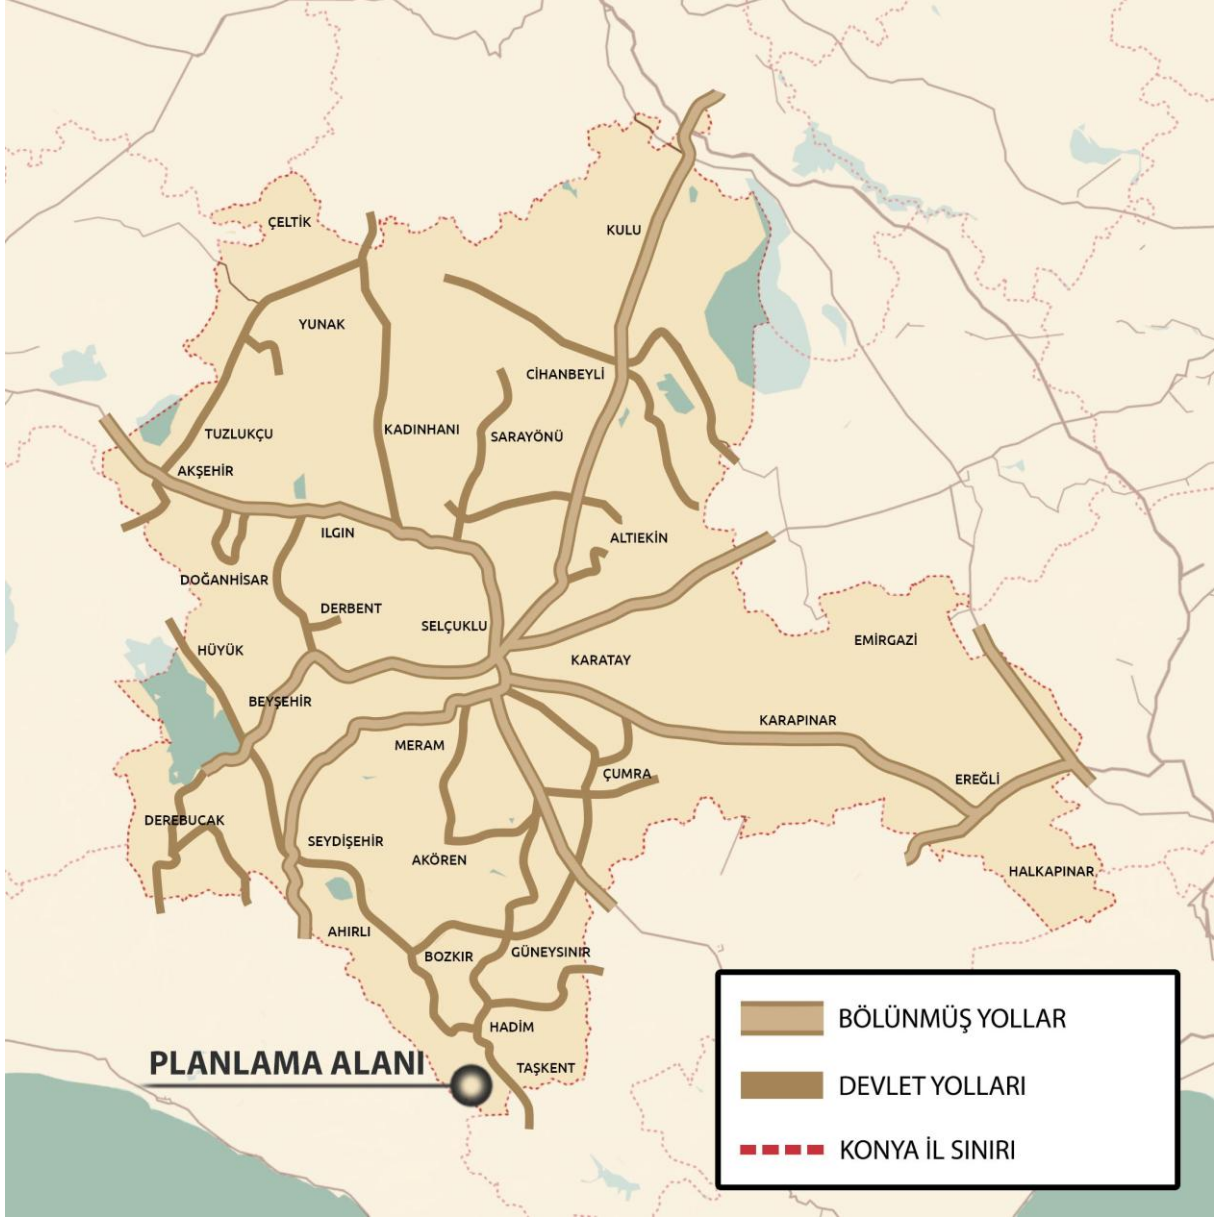 ÇELTİK
KULU
YUNAK
CİHANBEYLİ
TUZLUKÇU
KADINHANI
SARAYÖNÜ
AKŞEHİR
ILGIN
ALTIEKİN
DOĞANHİSAR
DERBENT
SELÇUKLU
EMİRGAZİ
HÜYÜK
KARATAY
BEYŞEHİR
KARAPINAR
MERAM
ÇUMRA
EREĞLİ
DEREBUCAK
SEYDİŞEHİR
AKÖREN
HALKAPINAR
AHIRLI
BOZKIR
GÜNEYSINIR
HADİM
PLANLAMA ALANI
TAŞKENT
BÖLÜNMÜŞ YOLLAR
DEVLET YOLLARI
KONYA İL SINIRI